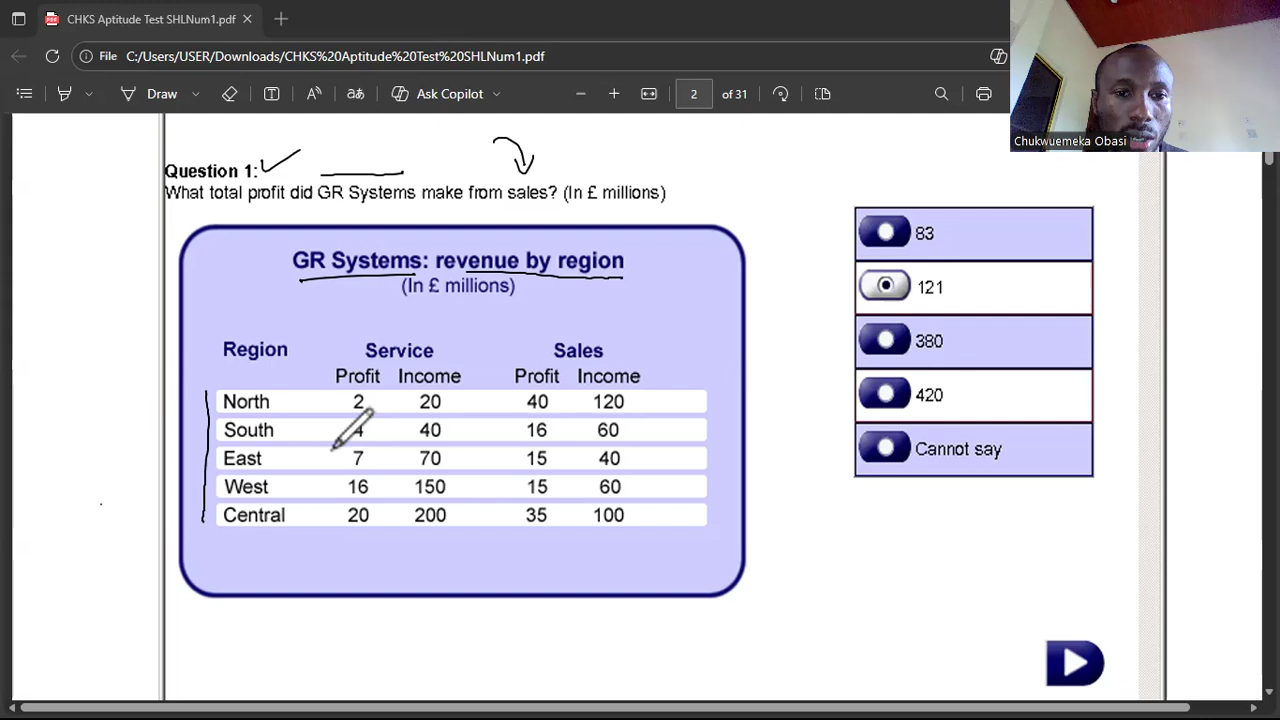 CHKS Aptitude Test SHLNum1.pdf
File C:/Users/USER/Downloads/CHKS%20Aptitude%20Test%20SHLNum1.pdf
Draw
Ask Copilot
2 of 31
Chukwuemeka Obasi
Question 1:
What total profit did GR Systems make from sales? (In £ millions)
GR Systems: revenue by region
(In £ millions)
Region Service Sales
Profit Income Profit Income
North 2 20 40 120
South 4 40 16 60
East 7 70 15 40
West 16 150 15 60
Central 20 200 35 100
83
121
380
420
Cannot say